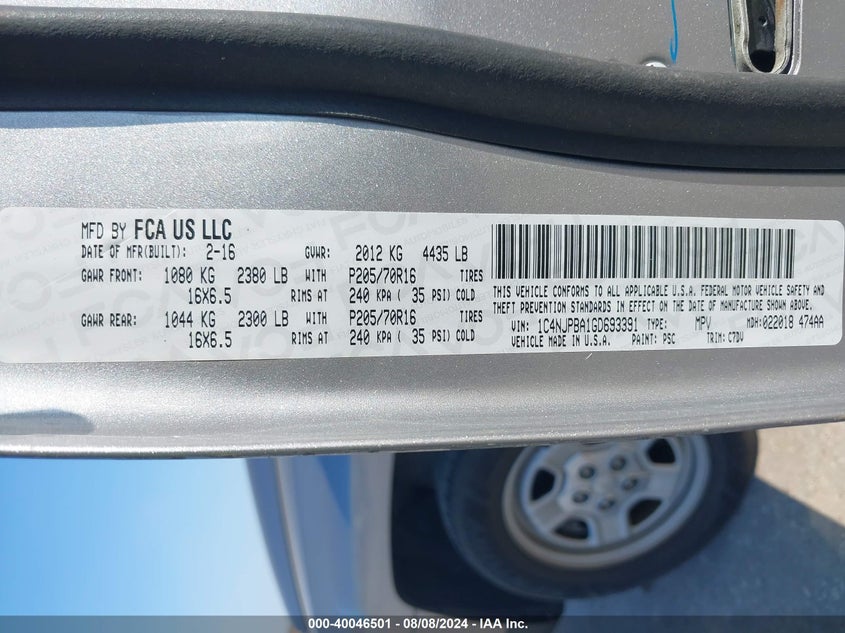 MFD BY FCA US LLC
DATE OF MFR(BUILT): 2-16 GVWR: 2012 KG 4435 LB
GAWR FRONT: 1080 KG 2380 LB WITH P205/70R16 TIRES
16X6.5 RIMS AT 240 KPA ( 35 PSI) COLD
GAWR REAR: 1044 KG 2300 LB WITH P205/70R16 TIRES
16X6.5 RIMS AT 240 KPA ( 35 PSI) COLD
THIS VEHICLE CONFORMS TO ALL APPLICABLE U.S.A. FEDERAL MOTOR VEHICLE SAFETY AND
THEFT PREVENTION STANDARDS IN EFFECT ON THE DATE OF MANUFACTURE SHOWN ABOVE.
VIN: 1C4NJPBA1GD693391 TYPE: MPV MDH:022018 474AA
VEHICLE MADE IN U.S.A. PAINT: PSC TRIM: C7DV
000-40046501 - 08/08/2024 - IAA Inc.